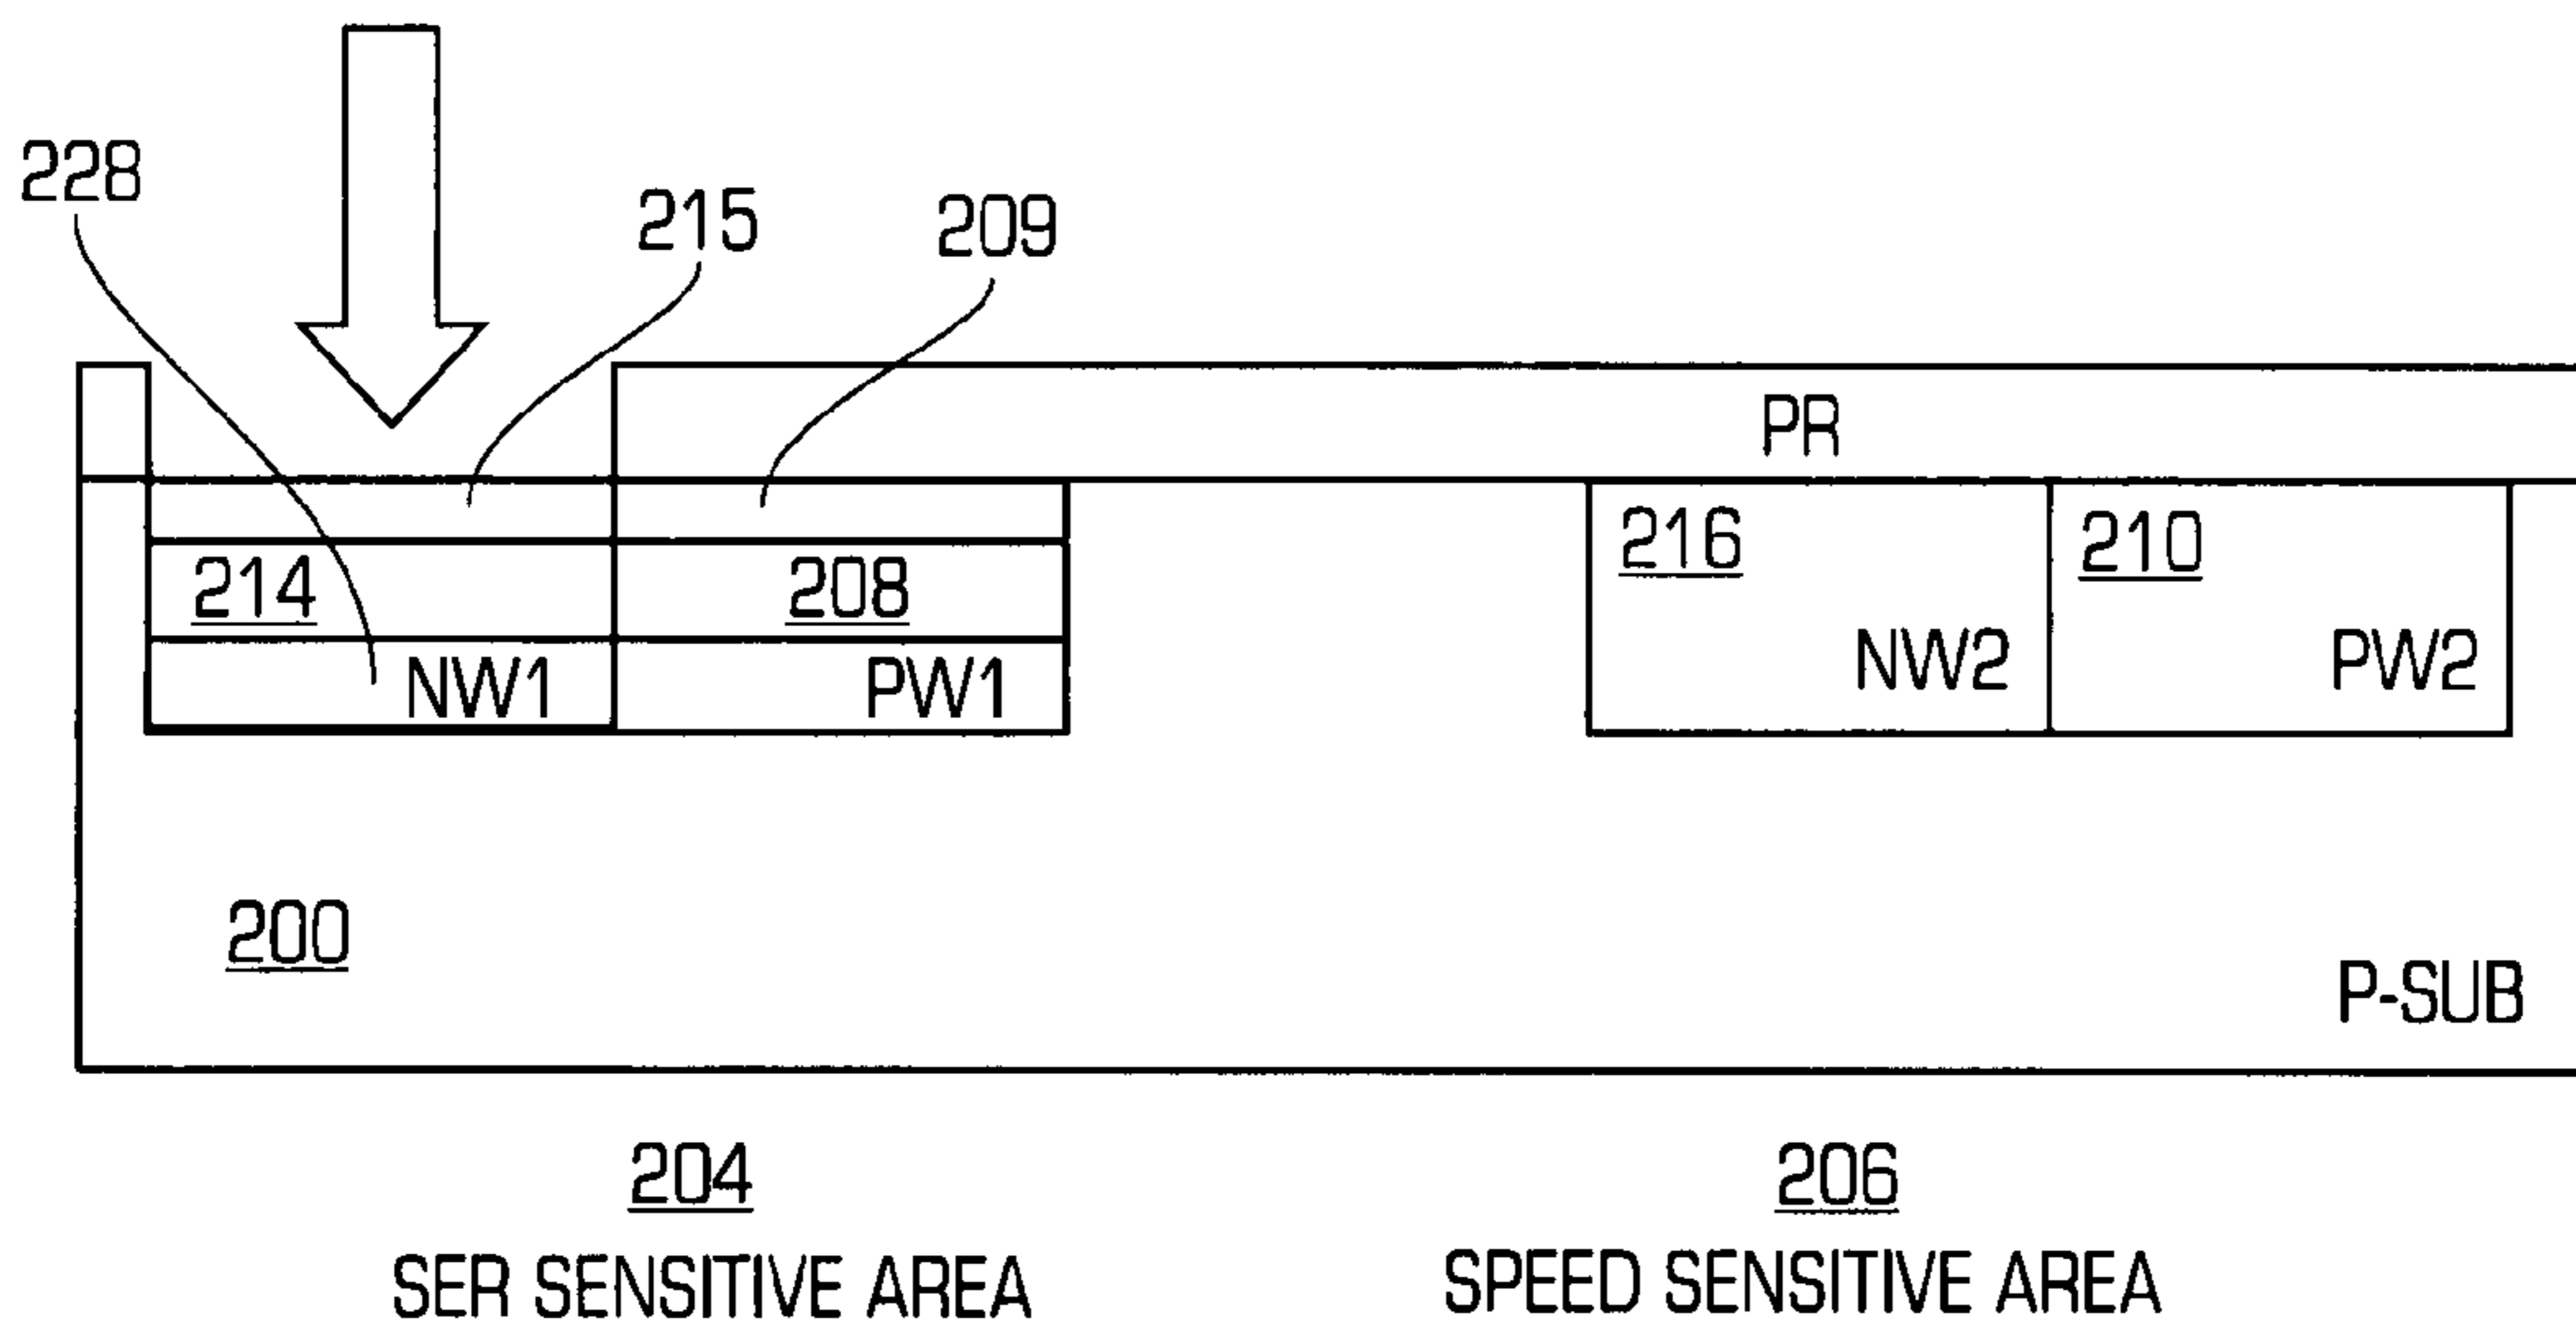 228
215
209
PR
216
210
214
208
NW2
PW2
NW1
PW1
200
P-SUB
204
206
SER SENSITIVE AREA
SPEED SENSITIVE AREA